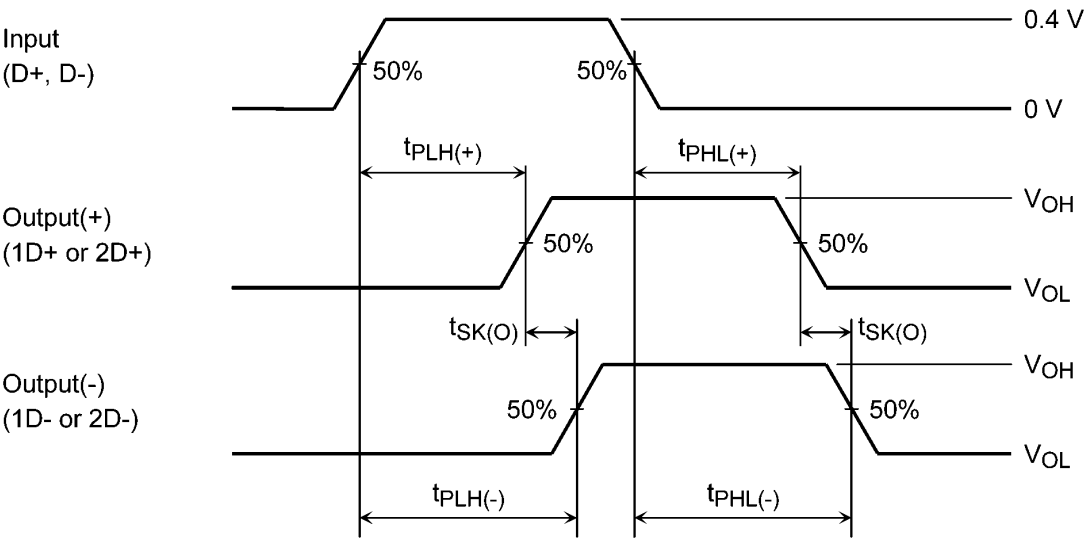 Input
(D+, D-)
0.4 V
50%
50%
0 V
tPLH(+)
tPHL(+)
Output(+)
(1D+ or 2D+)
VOH
50%
50%
VOL
tSK(O)
tSK(O)
Output(-)
(1D- or 2D-)
VOH
50%
50%
VOL
tPLH(-)
tPHL(-)